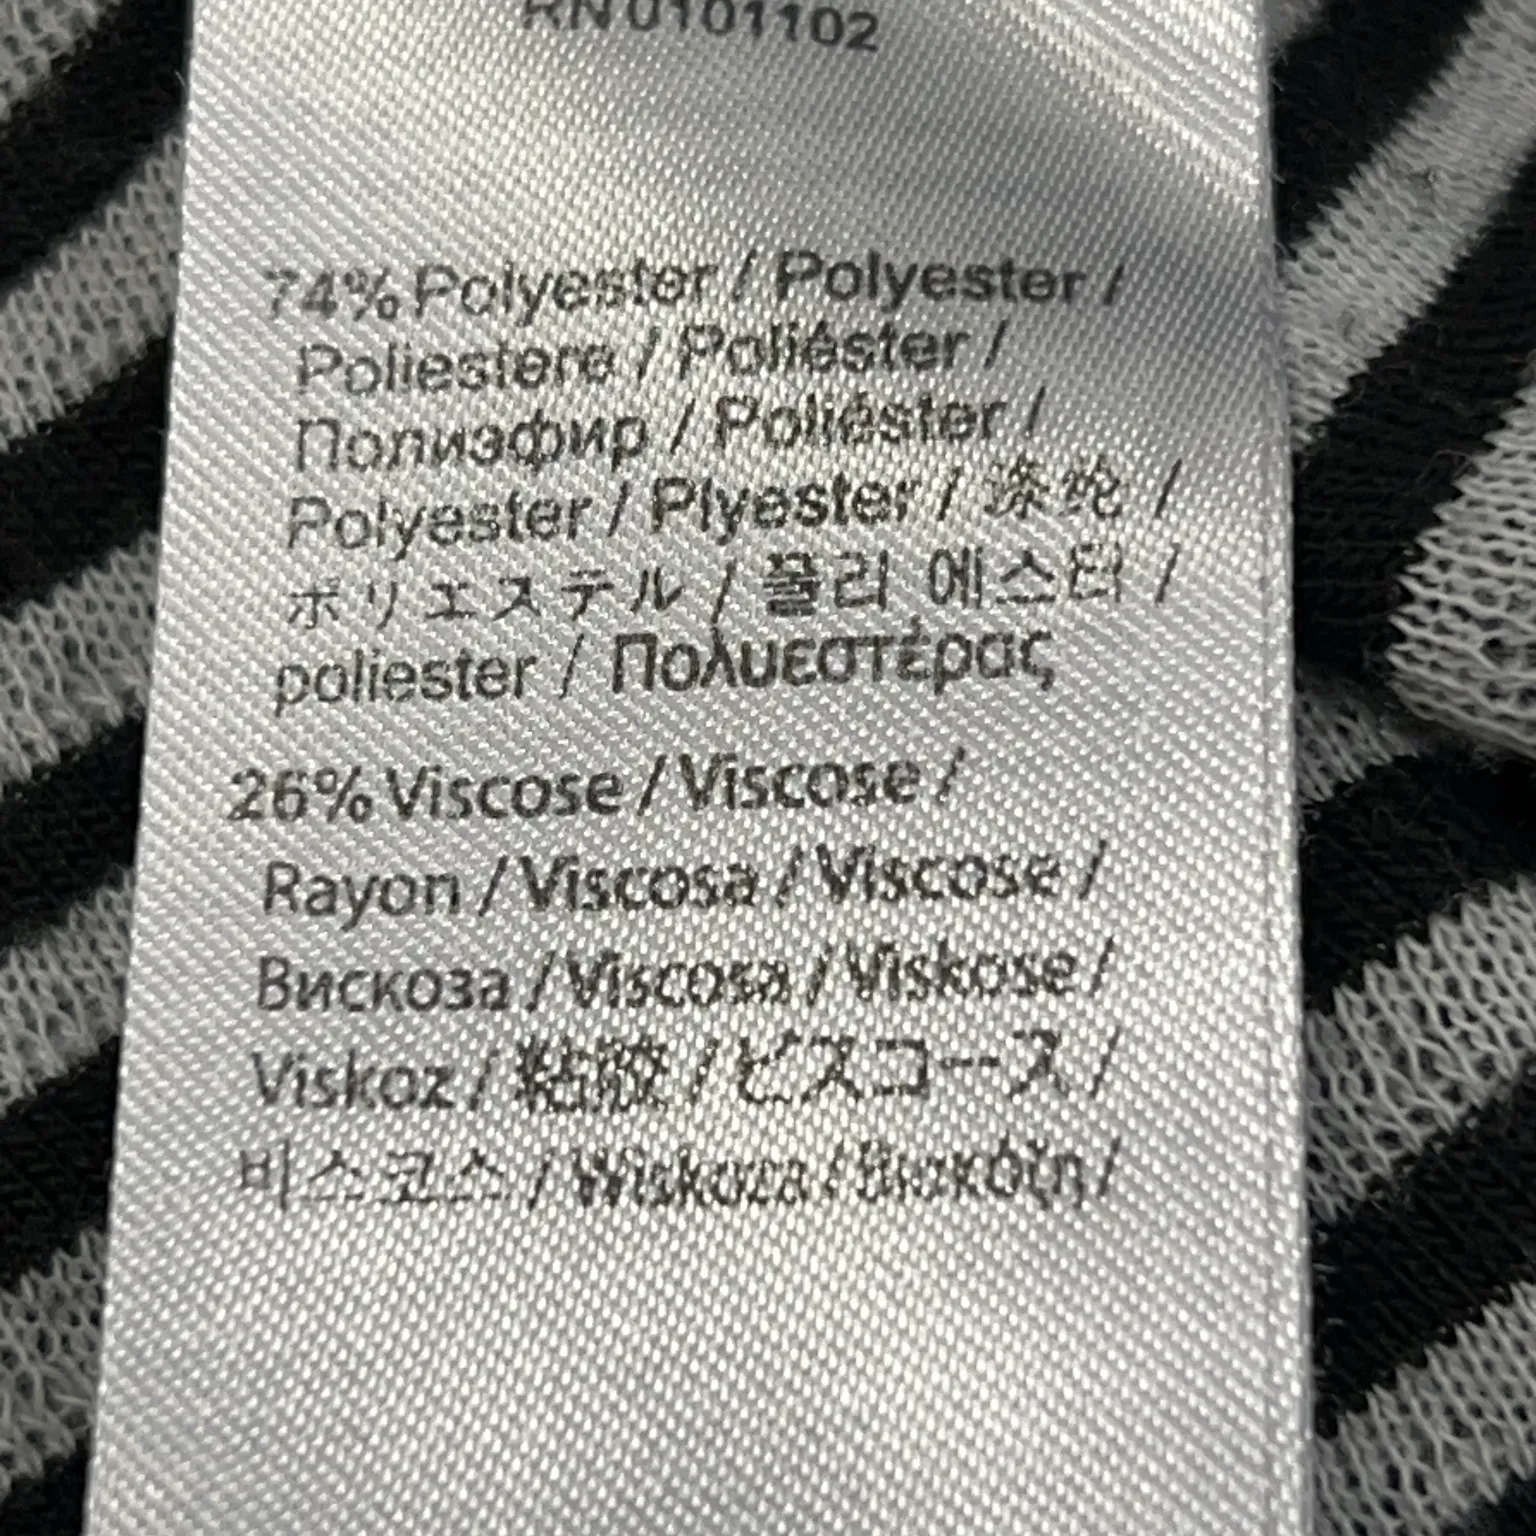 RN 0101102
74% Polyester / Polyester /
Poliestere / Poliéster /
Полиэфир / Poliéster /
Polyester / Plyester / 涤纶 /
ポリエステル / 폴리 에스터 /
poliester / Πολυεστέρας
26% Viscose / Viscose /
Rayon / Viscosa / Viscose /
Вискоза / Viscosa / Viskose /
Viskoz / 粘胶 / ビスコース /
비스코스 / Wiskoza / Βισκόζη /